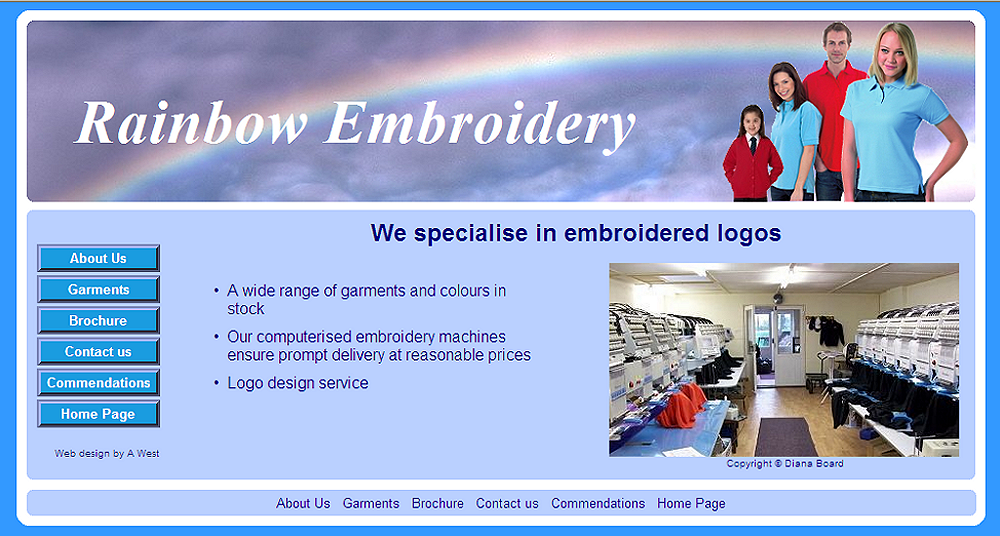 Rainbow Embroidery
We specialise in embroidered logos
About Us
Garments
Brochure
Contact us
Commendations
Home Page
Web design by A West
• A wide range of garments and colours in
stock
• Our computerised embroidery machines
ensure prompt delivery at reasonable prices
• Logo design service
Copyright © Diana Board
About Us Garments Brochure Contact us Commendations Home Page